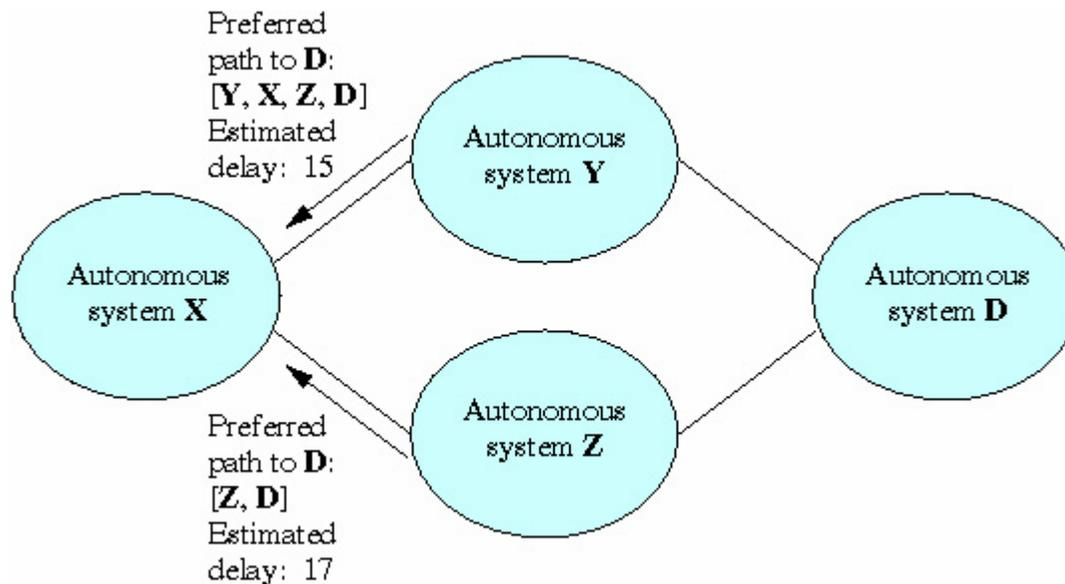 Preferred
path to D:
[Y, X, Z, D]
Estimated
delay: 15
Autonomous
system Y
Autonomous
system X
Autonomous
system D
Autonomous
system Z
Preferred
path to D:
[Z, D]
Estimated
delay: 17